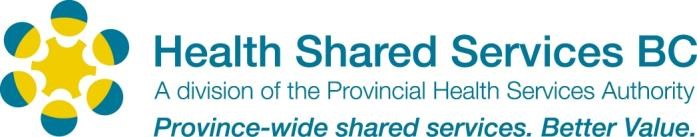 Health Shared Services BC
A division of the Provincial Health Services Authority
Province-wide shared services. Better Value.